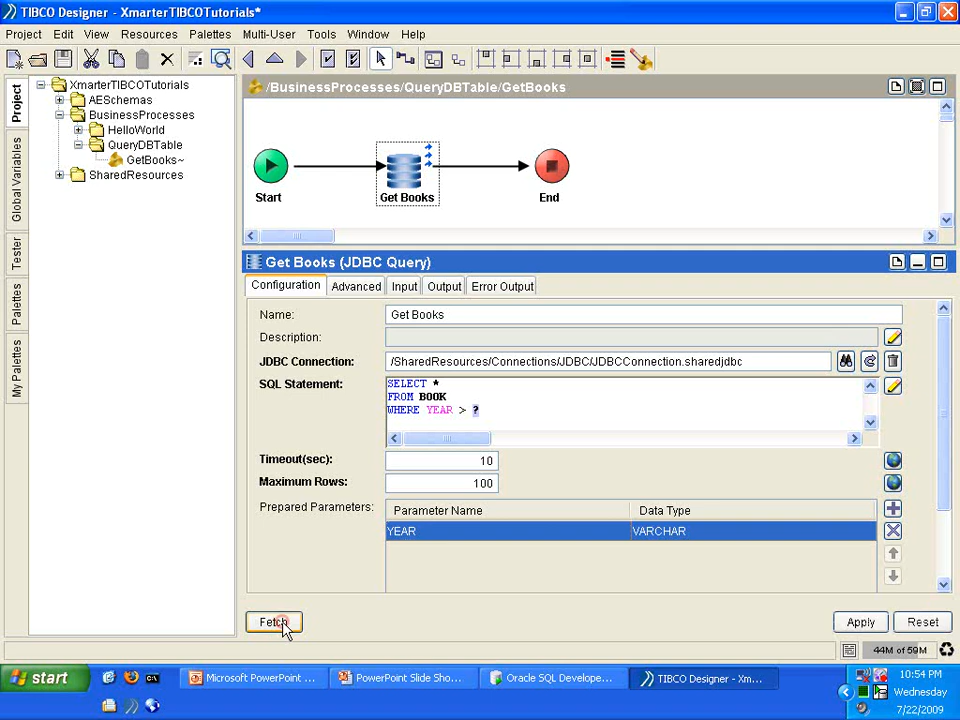 TIBCO Designer - XmarterTIBCOTutorials*
Project Edit View Resources Palettes Multi-User Tools Window Help
Project
Global Variables
Tester
Palettes
My Palettes
XmarterTIBCOTutorials
AESchemas
BusinessProcesses
HelloWorld
QueryDBTable
GetBooks~
SharedResources
/BusinessProcesses/QueryDBTable/GetBooks
Start Get Books End
Get Books (JDBC Query)
Configuration Advanced Input Output Error Output
Name: Get Books
Description:
JDBC Connection: /SharedResources/Connections/JDBC/JDBCConnection.sharedjdbc
SQL Statement: SELECT *
FROM BOOK
WHERE YEAR > ?
Timeout(sec): 10
Maximum Rows: 100
Prepared Parameters: Parameter Name Data Type
YEAR VARCHAR
Fetch Apply Reset
44M of 59M
start Microsoft PowerPoint ... PowerPoint Slide Sho... Oracle SQL Develope... TIBCO Designer - Xm...
10:54 PM
Wednesday
7/22/2009